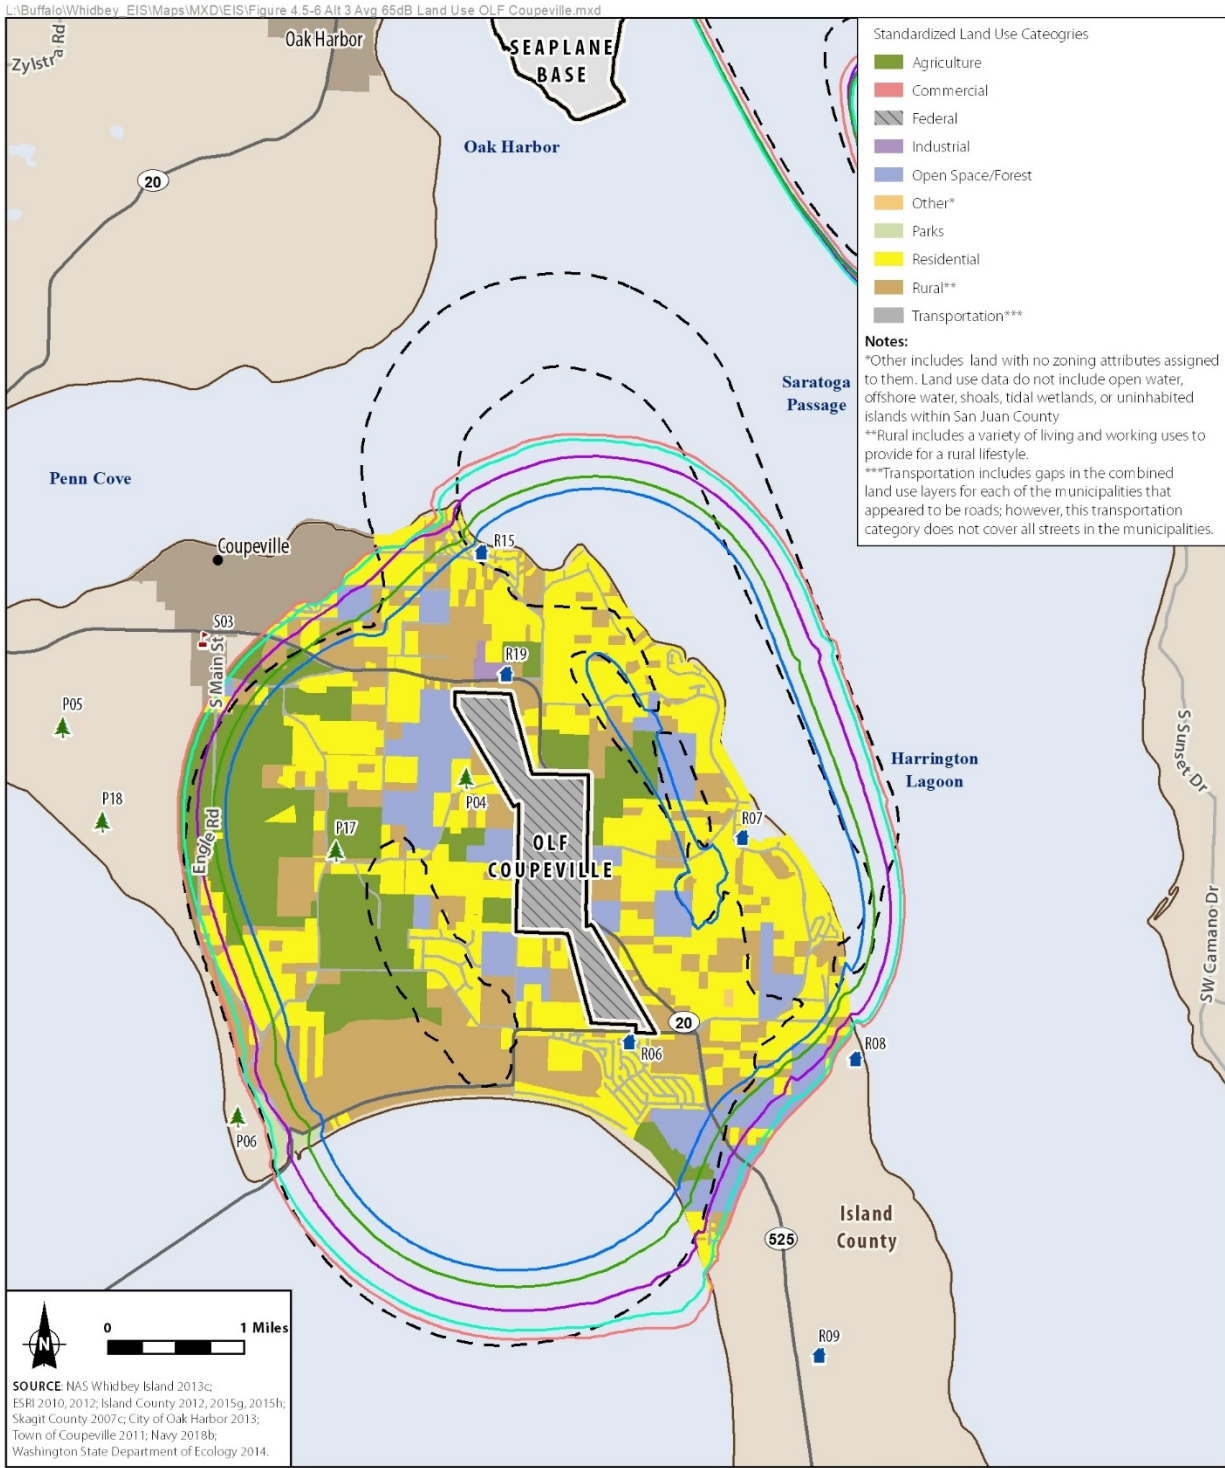 L:\Buffalo\Whidbey_EIS\Maps\MXD\EIS\Figure 4.5-6 Alt 3 Avg 65dB Land Use OLF Coupeville.mxd
Zylstra Rd
Oak Harbor
SEAPLANE
BASE
20
Oak Harbor
Saratoga
Passage
Penn Cove
Coupeville
R15
S03
S Main St
R19
P05
P18
P04
P17
Engle Rd
OLF
COUPEVILLE
R07
Harrington
Lagoon
S Sunset Dr
SW Camano Dr
20
R06
R08
P06
Island
County
525
R09
Standardized Land Use Cateogries
Agriculture
Commercial
Federal
Industrial
Open Space/Forest
Other*
Parks
Residential
Rural**
Transportation***
Notes:
*Other includes land with no zoning attributes assigned
to them. Land use data do not include open water,
offshore water, shoals, tidal wetlands, or uninhabited
islands within San Juan County
**Rural includes a variety of living and working uses to
provide for a rural lifestyle.
***Transportation includes gaps in the combined
land use layers for each of the municipalities that
appeared to be roads; however, this transportation
category does not cover all streets in the municipalities.
N
0 1 Miles
SOURCE: NAS Whidbey Island 2013c;
ESRI 2010, 2012; Island County 2012, 2015g, 2015h;
Skagit County 2007c; City of Oak Harbor 2013;
Town of Coupeville 2011; Navy 2018b;
Washington State Department of Ecology 2014.